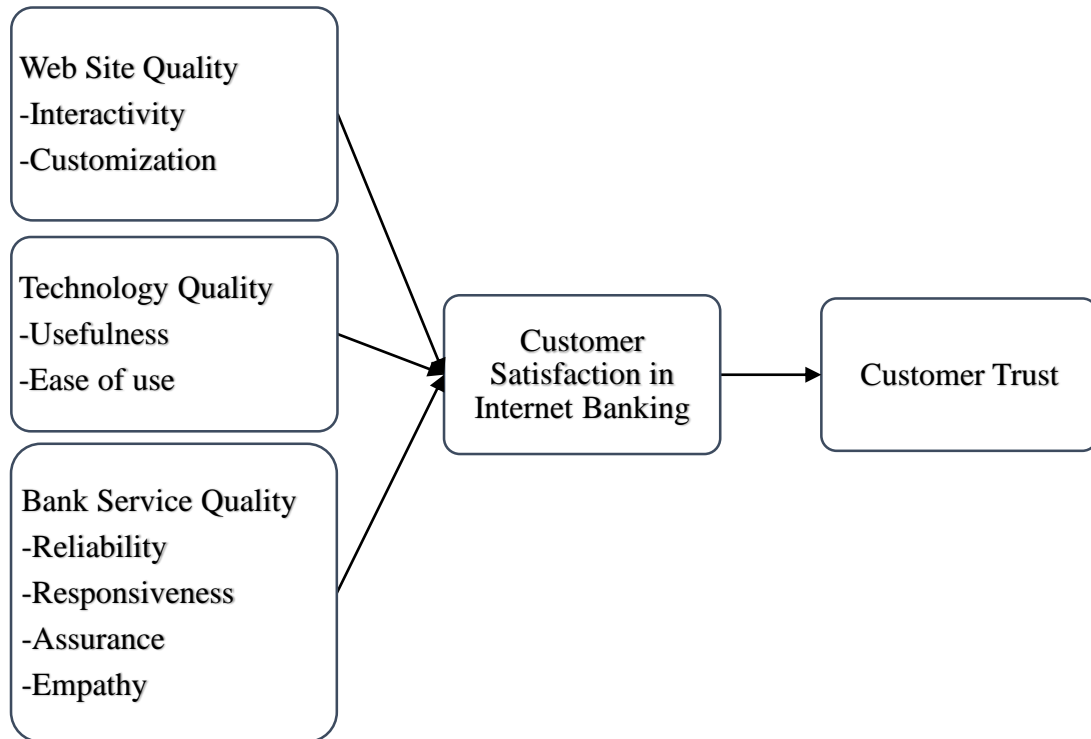 Web Site Quality
-Interactivity
-Customization
Technology Quality
-Usefulness
-Ease of use
Bank Service Quality
-Reliability
-Responsiveness
-Assurance
-Empathy
Customer
Satisfaction in
Internet Banking
Customer Trust